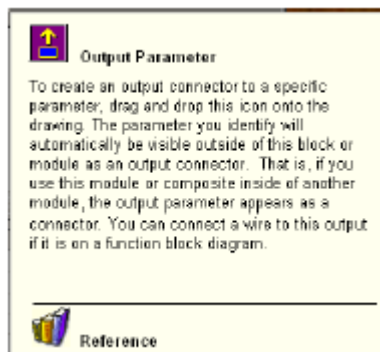 Output Parameter
To create an output connector to a specific
parameter, drag and drop this icon onto the
drawing. The parameter you identify will
automatically be visible outside of this block or
module as an output connector. That is, if you
use this module or composite inside of another
module, the output parameter appears as a
connector. You can connect a wire to this output
if it is on a function block diagram.
Reference